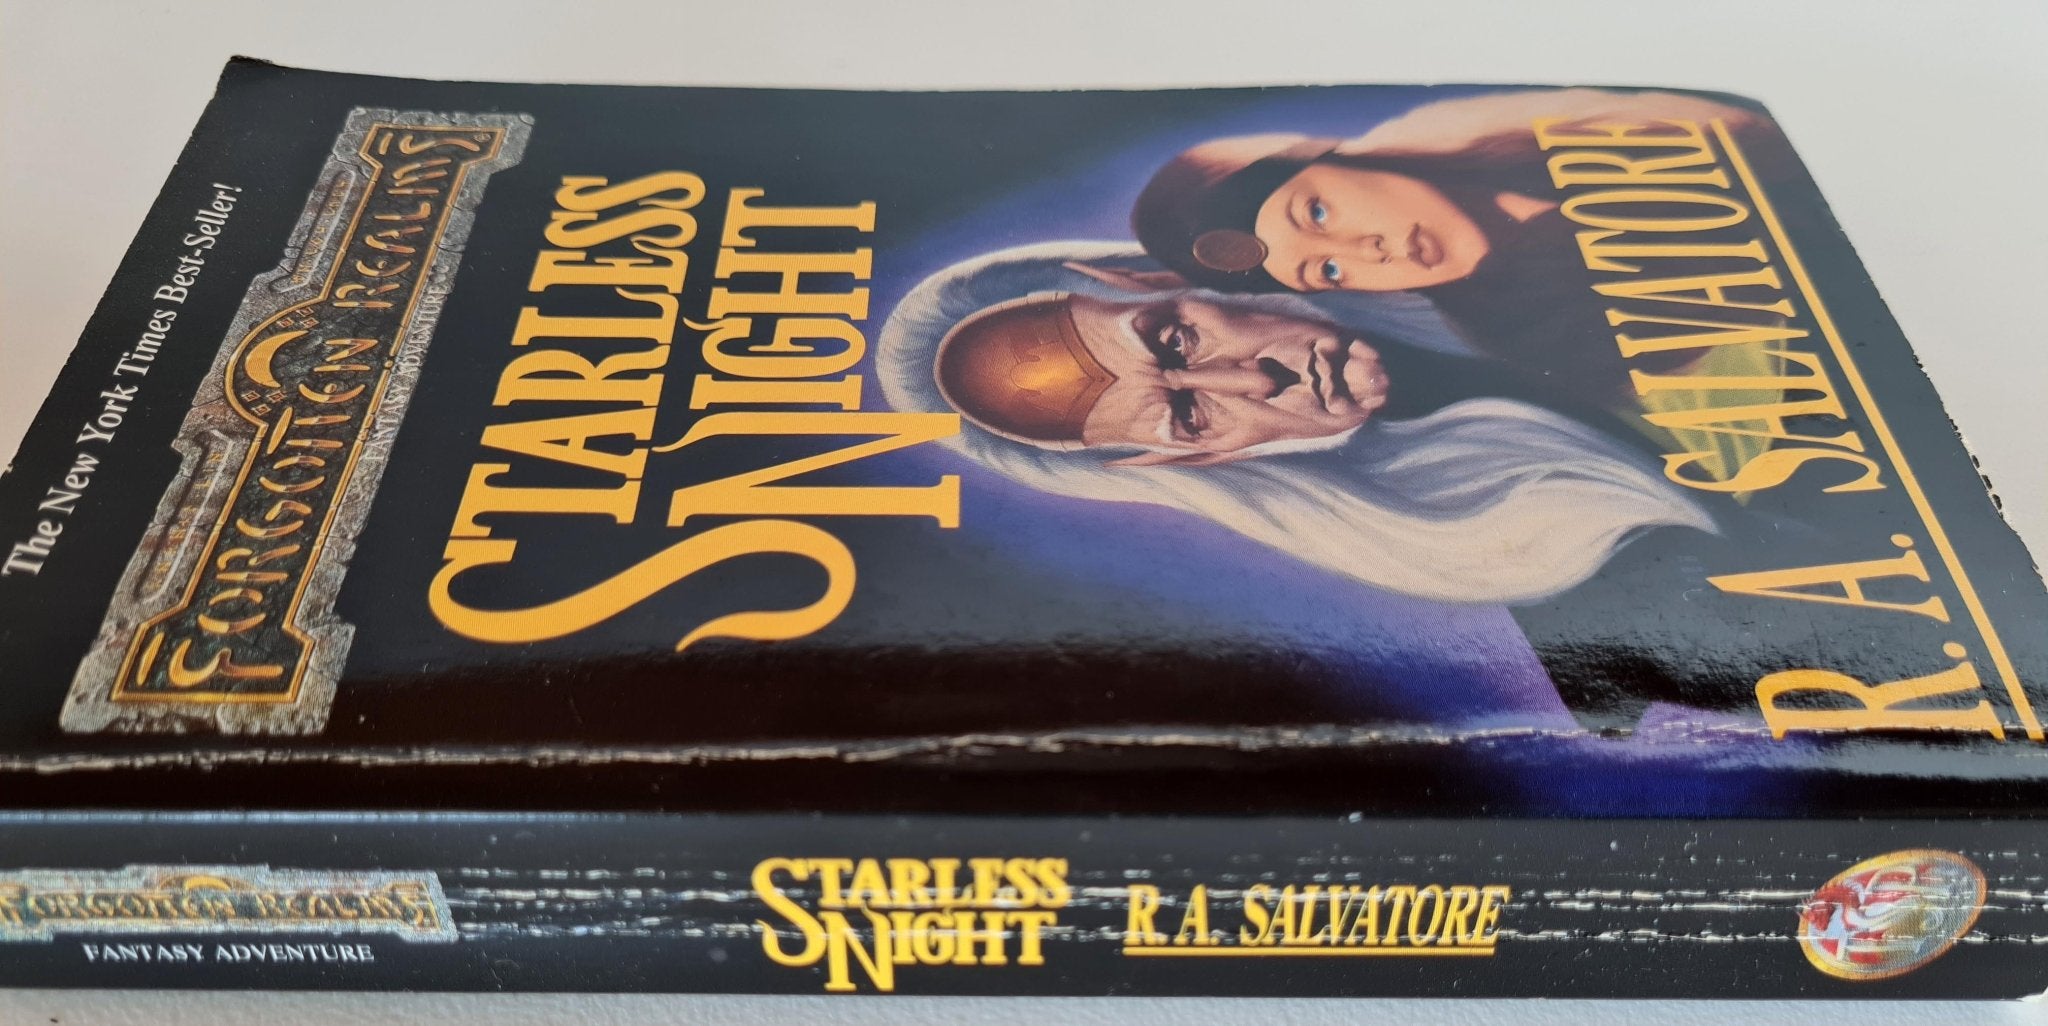 The New York Times Best-Seller!
FORGOTTEN REALMS®
FANTASY ADVENTURE
STARLESS
NIGHT
R. A. SALVATORE
FORGOTTEN REALMS
FANTASY ADVENTURE
STARLESS
NIGHT
R. A. SALVATORE
TSR